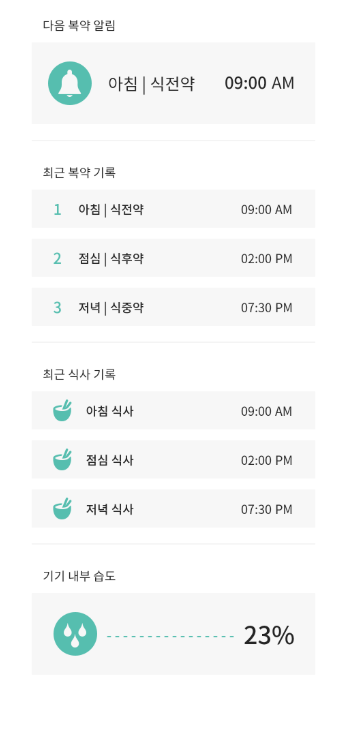 다음 복약 알림
아침 | 식전약 09:00 AM
최근 복약 기록
1 아침 | 식전약 09:00 AM
2 점심 | 식후약 02:00 PM
3 저녁 | 식중약 07:30 PM
최근 식사 기록
아침 식사 09:00 AM
점심 식사 02:00 PM
저녁 식사 07:30 PM
기기 내부 습도
23%